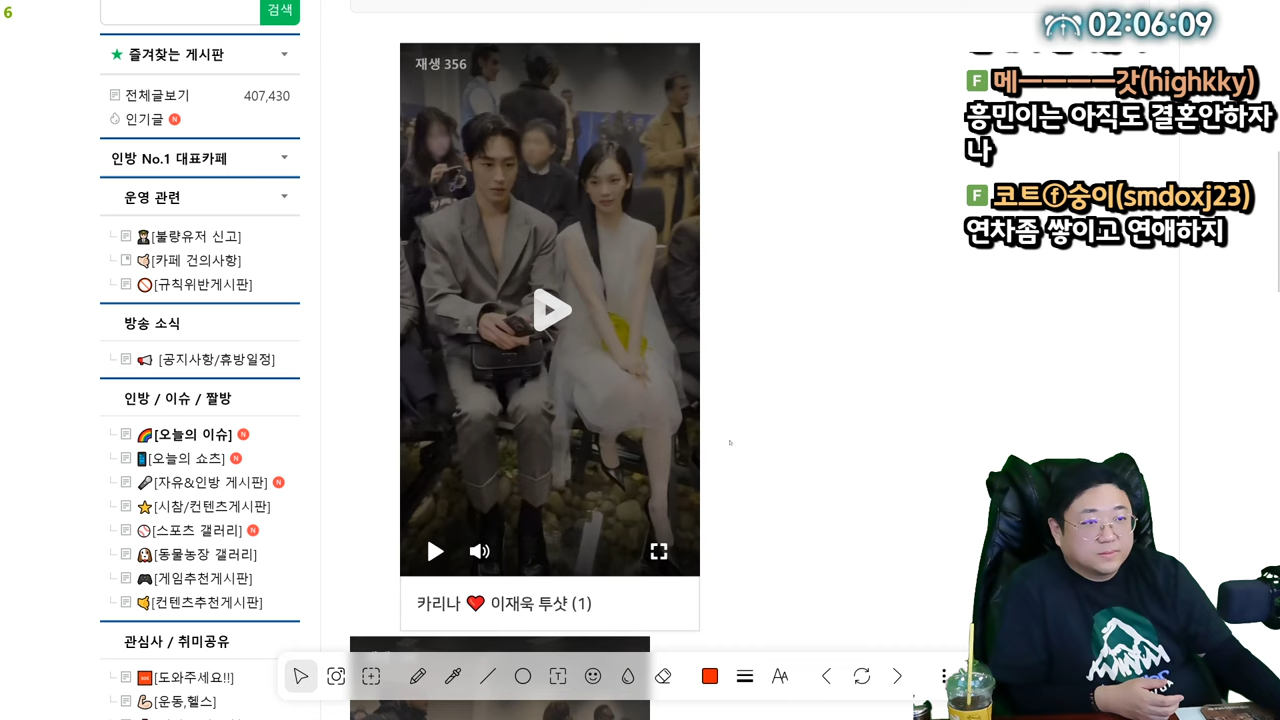 6
검색
02:06:09
★ 즐겨찾는 게시판
전체글보기 407,430
인기글 N
인방 No.1 대표카페
운영 관련
[불량유저 신고]
[카페 건의사항]
[규칙위반게시판]
방송 소식
[공지사항/휴방일정]
인방 / 이슈 / 짤방
[오늘의 이슈] N
[오늘의 쇼츠] N
[자유&인방 게시판] N
[시참/컨텐츠게시판]
[스포츠 갤러리] N
[동물농장 갤러리]
[게임추천게시판]
[컨텐츠추천게시판]
관심사 / 취미공유
[도와주세요!!]
[운동,헬스]
재생 356
카리나 ❤️ 이재욱 투샷 (1)
F 메ㅡㅡㅡㅡ갓(highkky)
흥민이는 아직도 결혼안하자
나
F 코트ⓕ숭이(smdoxj23)
연차좀 쌓이고 연애하지